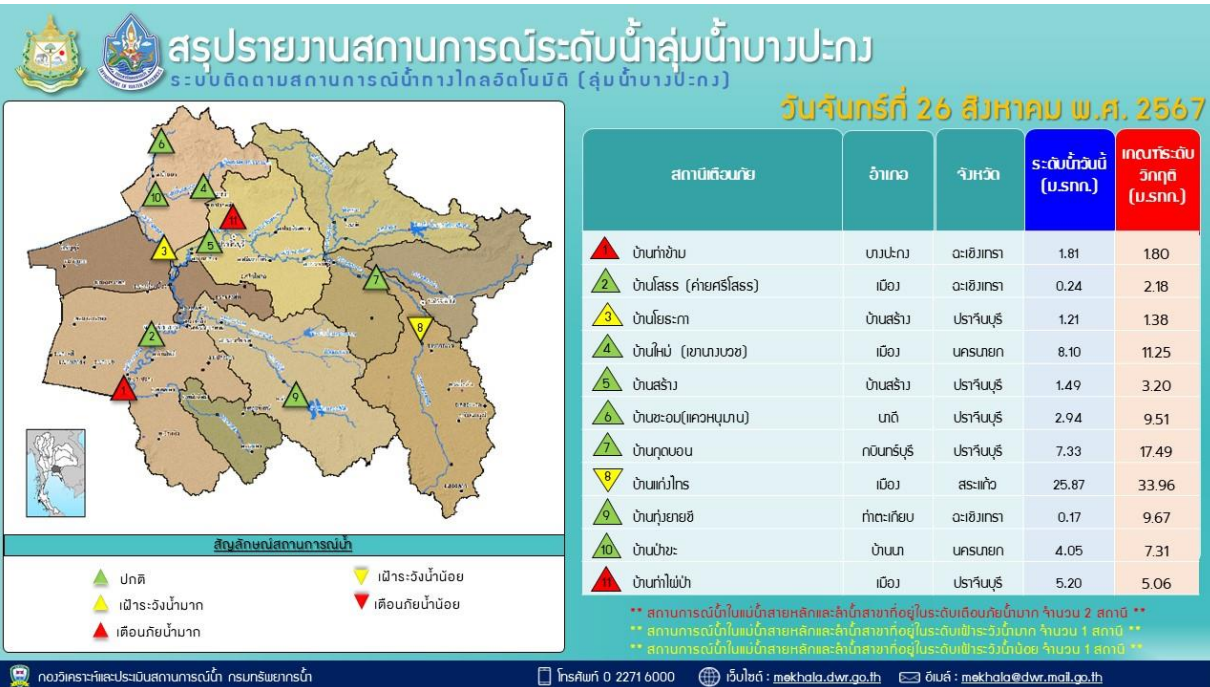 สรุปรายงานสถานการณ์ระดับน้ำลุ่มน้ำบางปะกง
ระบบติดตามสถานการณ์น้ำทางไกลอัตโนมัติ (ลุ่มน้ำบางปะกง)
วันจันทร์ที่ 26 สิงหาคม พ.ศ. 2567
สถานีเตือนภัย อำเภอ จังหวัด ระดับน้ำวันนี้ (ม.รทก.) เกณฑ์ระดับวิกฤติ (ม.รทก.)
1 บ้านท่าข้าม บางปะกง ฉะเชิงเทรา 1.81 1.80
2 บ้านโสธร (ค่ายศรีโสธร) เมือง ฉะเชิงเทรา 0.24 2.18
3 บ้านโยธะกา บ้านสร้าง ปราจีนบุรี 1.21 1.38
4 บ้านใหม่ (เขานางบวช) เมือง นครนายก 8.10 11.25
5 บ้านสร้าง บ้านสร้าง ปราจีนบุรี 1.49 3.20
6 บ้านชะอม(แควหนุมาน) นาดี ปราจีนบุรี 2.94 9.51
7 บ้านกุดบอน กบินทร์บุรี ปราจีนบุรี 7.33 17.49
8 บ้านแก่งไทร เมือง สระแก้ว 25.87 33.96
9 บ้านทุ่งยายชี ท่าตะเกียบ ฉะเชิงเทรา 0.17 9.67
10 บ้านป่าขะ บ้านนา นครนายก 4.05 7.31
11 บ้านท่าไผ่ป่า เมือง ปราจีนบุรี 5.20 5.06
6
10
4
11
3
5
7
8
2
1
9
สัญลักษณ์สถานการณ์น้ำ
ปกติ
เฝ้าระวังน้ำมาก
เตือนภัยน้ำมาก
เฝ้าระวังน้ำน้อย
เตือนภัยน้ำน้อย
** สถานการณ์น้ำในแม่น้ำสายหลักและลำน้ำสาขาที่อยู่ในระดับเตือนภัยน้ำมาก จำนวน 2 สถานี **
** สถานการณ์น้ำในแม่น้ำสายหลักและลำน้ำสาขาที่อยู่ในระดับเฝ้าระวังน้ำมาก จำนวน 1 สถานี **
** สถานการณ์น้ำในแม่น้ำสายหลักและลำน้ำสาขาที่อยู่ในระดับเฝ้าระวังน้ำน้อย จำนวน 1 สถานี **
กองวิเคราะห์และประเมินสถานการณ์น้ำ กรมทรัพยากรน้ำ
โทรศัพท์ 0 2271 6000
เว็บไซต์ : mekhala.dwr.go.th
อีเมล์ : mekhala@dwr.mail.go.th